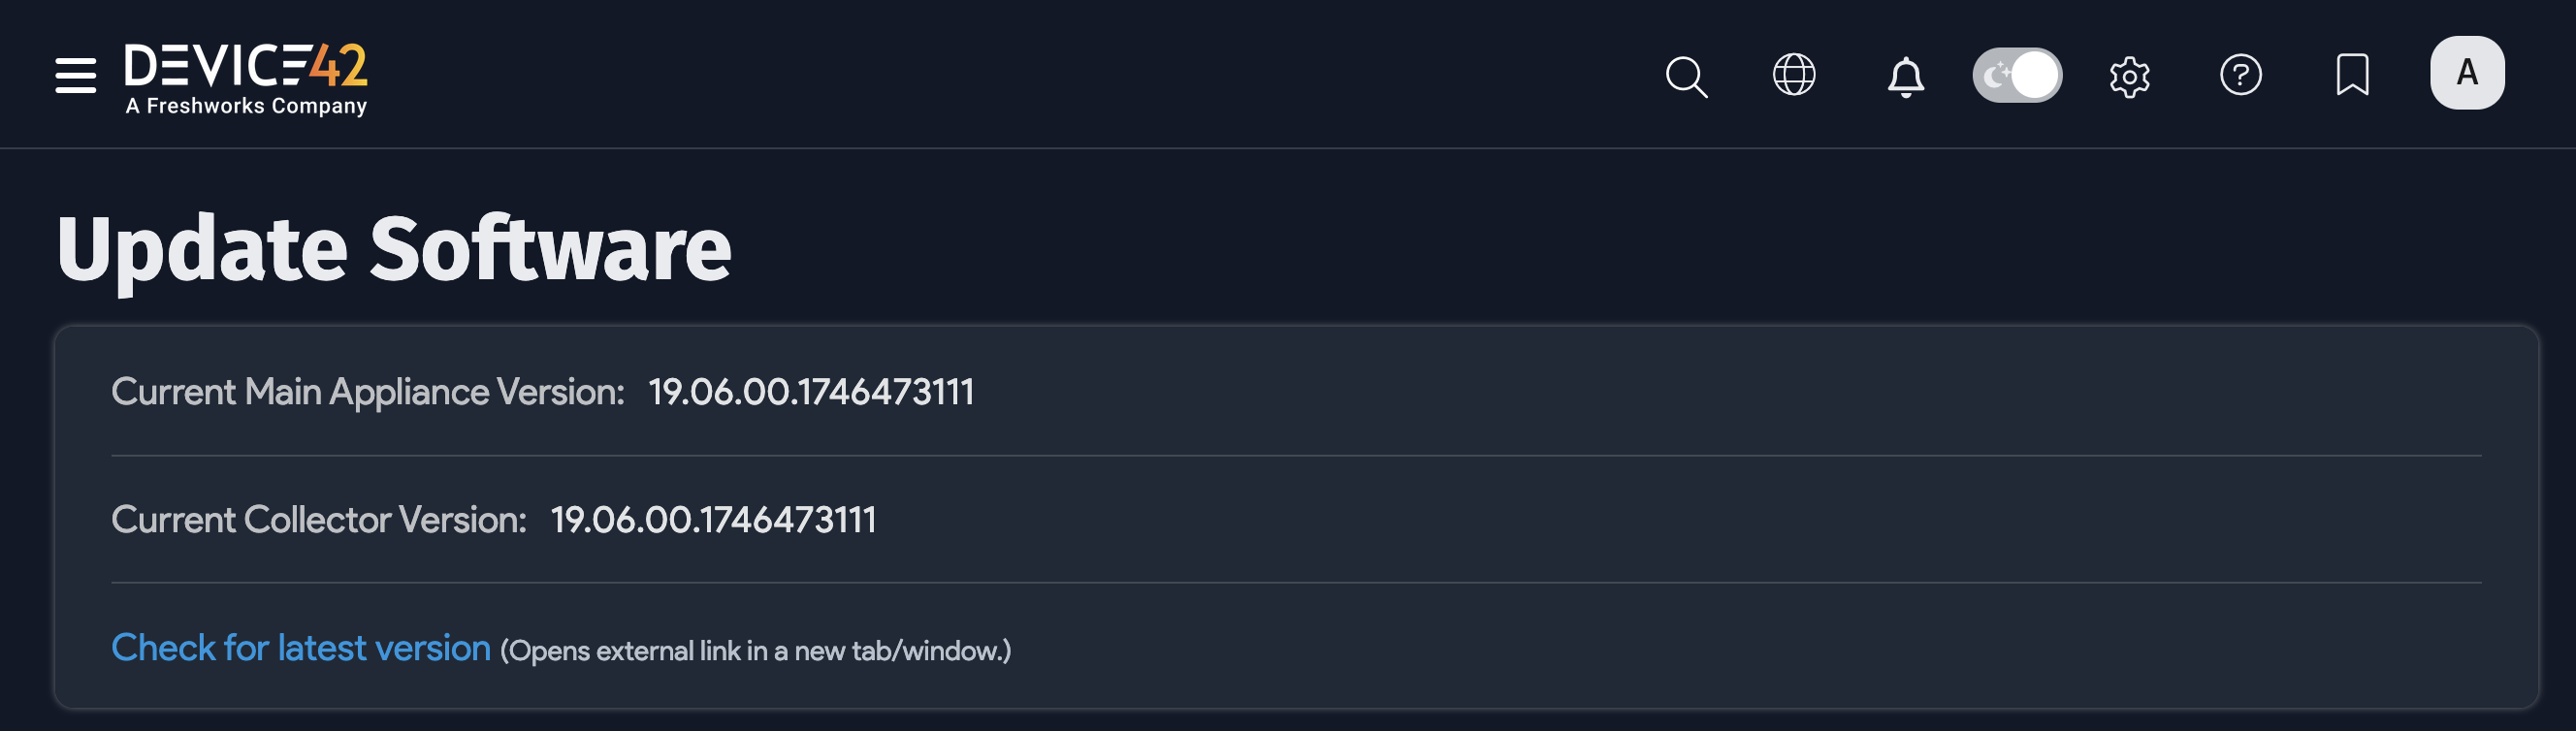 DEVICE42
A Freshworks Company
A
Update Software
Current Main Appliance Version: 19.06.00.1746473111
Current Collector Version: 19.06.00.1746473111
Check for latest version (Opens external link in a new tab/window.)